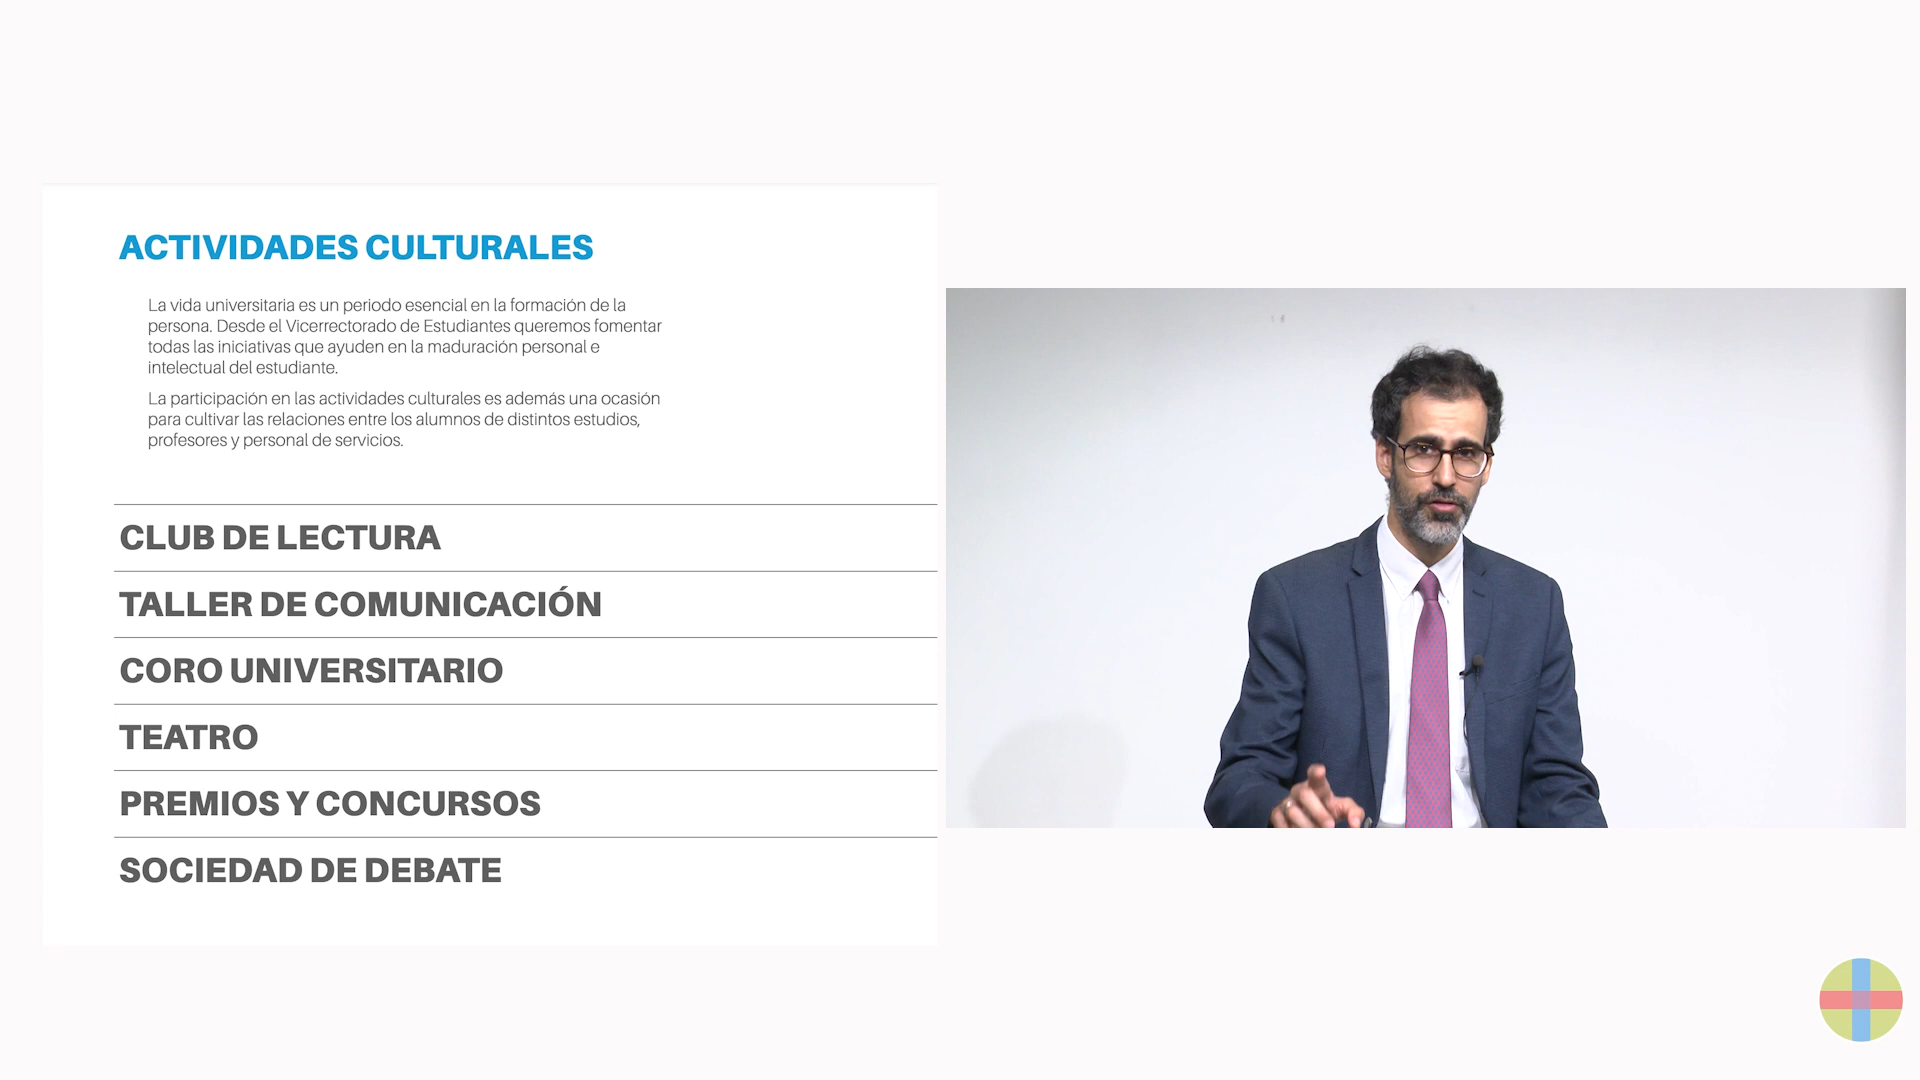 ACTIVIDADES CULTURALES
La vida universitaria es un periodo esencial en la formación de la
persona. Desde el Vicerrectorado de Estudiantes queremos fomentar
todas las iniciativas que ayuden en la maduración personal e
intelectual del estudiante.
La participación en las actividades culturales es además una ocasión
para cultivar las relaciones entre los alumnos de distintos estudios,
profesores y personal de servicios.
CLUB DE LECTURA
TALLER DE COMUNICACIÓN
CORO UNIVERSITARIO
TEATRO
PREMIOS Y CONCURSOS
SOCIEDAD DE DEBATE